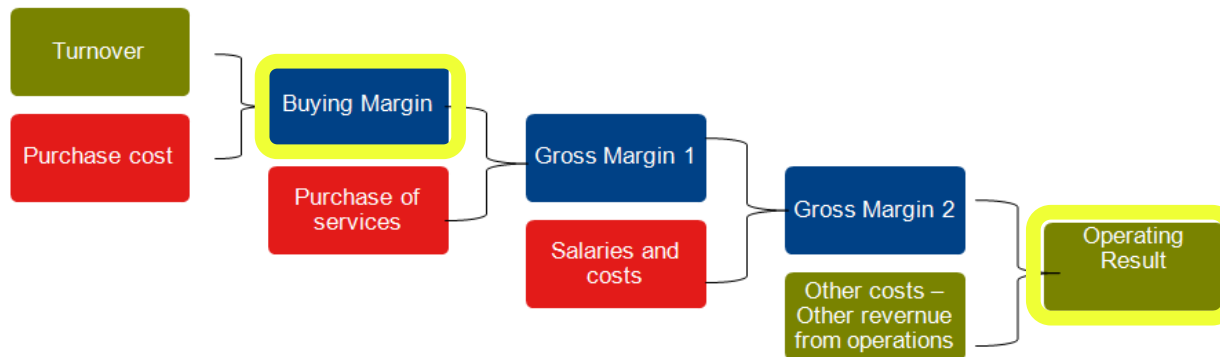 Turnover
Purchase cost
Buying Margin
Purchase of
services
Gross Margin 1
Salaries and
costs
Gross Margin 2
Other costs –
Other revernue
from operations
Operating
Result